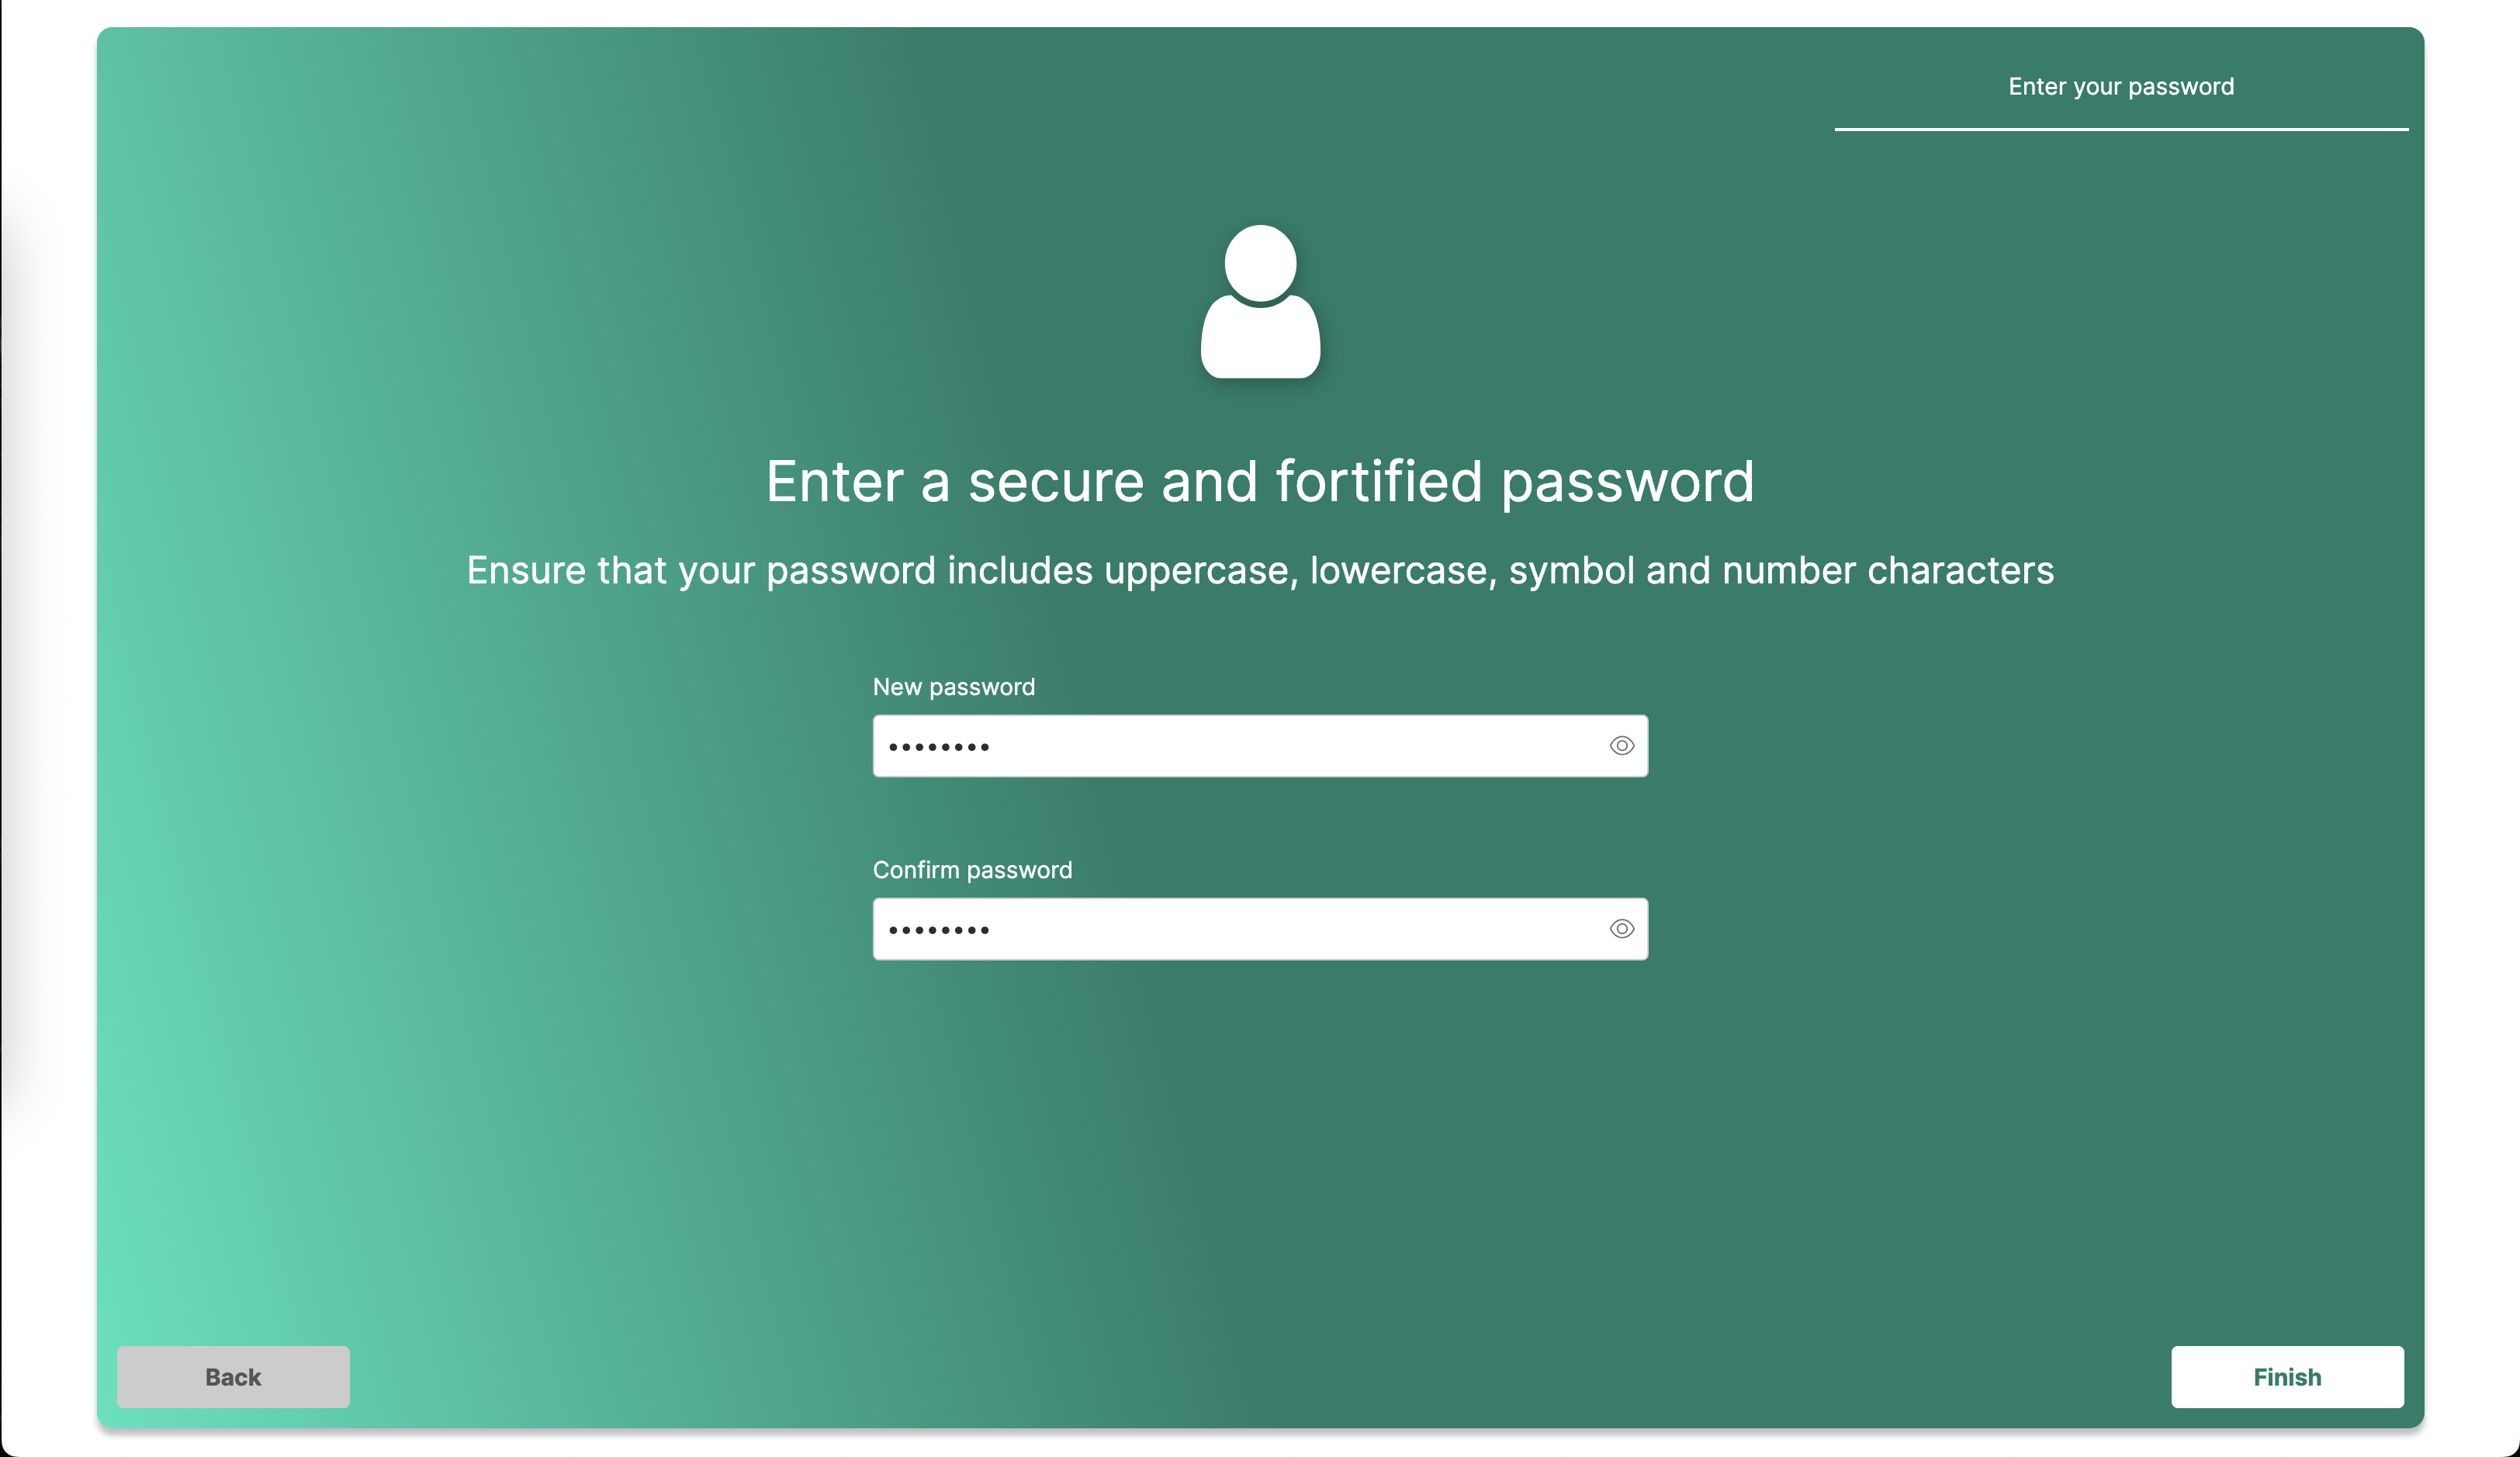 Enter your password
Enter a secure and fortified password
Ensure that your password includes uppercase, lowercase, symbol and number characters
New password
••••••••
Confirm password
••••••••
Back
Finish